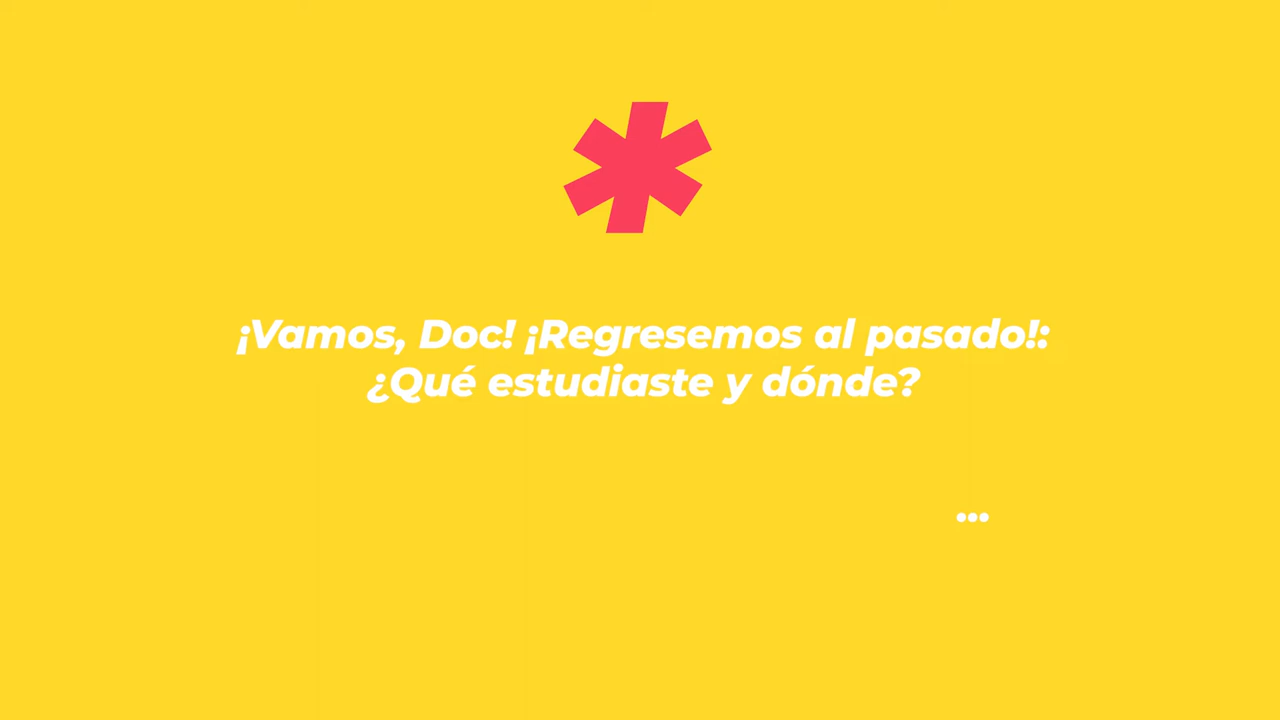 ¡Vamos, Doc! ¡Regresemos al pasado!:
¿Qué estudiaste y dónde?
...